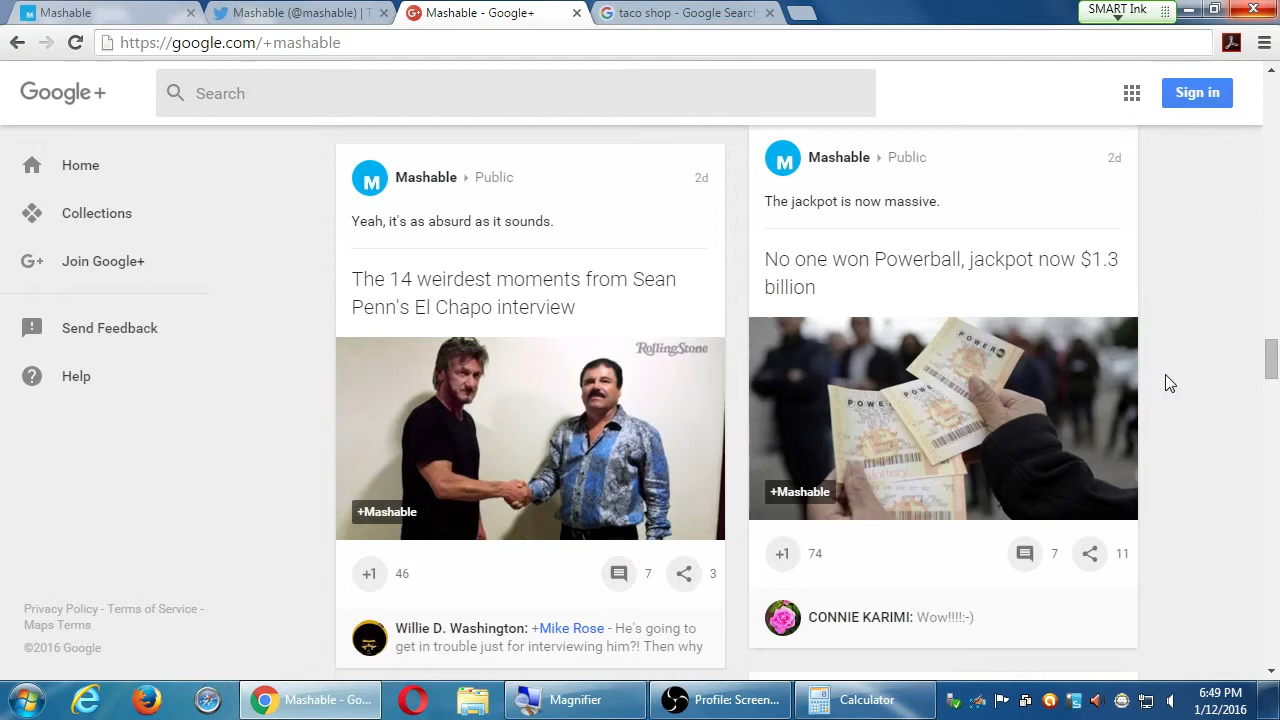 Mashable
Mashable (@mashable) | T
Mashable - Google+
taco shop - Google Search
SMART Ink
https://google.com/+mashable
Google+
Search
Sign in
Home
Collections
Join Google+
Send Feedback
Help
Privacy Policy - Terms of Service -
Maps Terms
©2016 Google
M
Mashable Public
2d
Yeah, it's as absurd as it sounds.
The 14 weirdest moments from Sean
Penn's El Chapo interview
RollingStone
+Mashable
+1 46 7 3
Willie D. Washington: +Mike Rose - He's going to
get in trouble just for interviewing him?! Then why
M
Mashable Public
2d
The jackpot is now massive.
No one won Powerball, jackpot now $1.3
billion
POWER
POWE
POWE
+Mashable
+1 74 7 11
CONNIE KARIMI: Wow!!!!:-)
Mashable - Go...
Magnifier
Profile: Screen...
Calculator
6:49 PM
1/12/2016